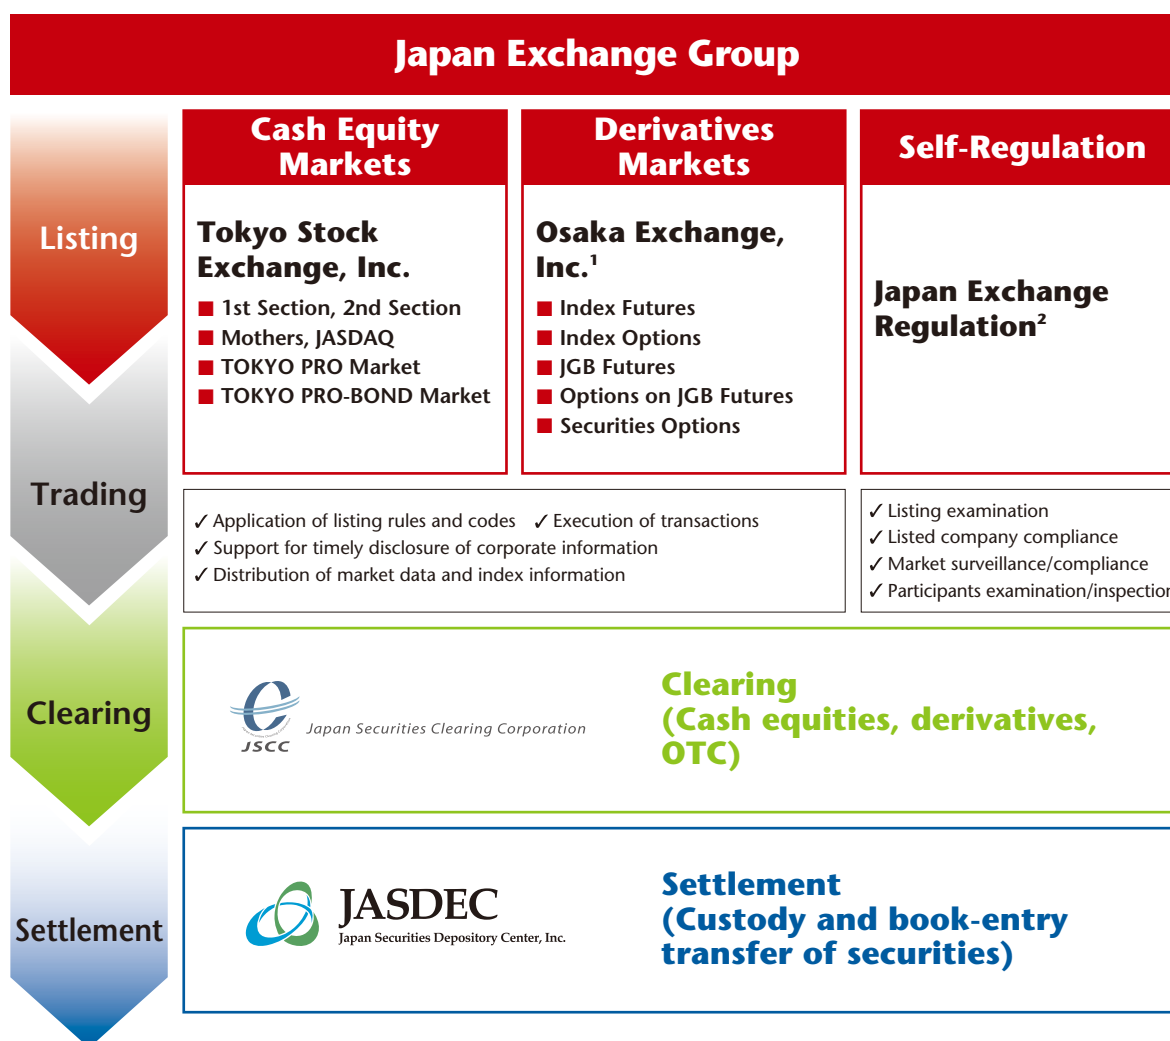 Japan Exchange Group
Listing
Trading
Clearing
Settlement
Cash Equity
Markets
Tokyo Stock
Exchange, Inc.
■ 1st Section, 2nd Section
■ Mothers, JASDAQ
■ TOKYO PRO Market
■ TOKYO PRO-BOND Market
Derivatives
Markets
Osaka Exchange,
Inc.¹
■ Index Futures
■ Index Options
■ JGB Futures
■ Options on JGB Futures
■ Securities Options
Self-Regulation
Japan Exchange
Regulation²
✓ Application of listing rules and codes ✓ Execution of transactions
✓ Support for timely disclosure of corporate information
✓ Distribution of market data and index information
✓ Listing examination
✓ Listed company compliance
✓ Market surveillance/compliance
✓ Participants examination/inspection
JSCC
Japan Securities Clearing Corporation
Clearing
(Cash equities, derivatives,
OTC)
JASDEC
Japan Securities Depository Center, Inc.
Settlement
(Custody and book-entry
transfer of securities)